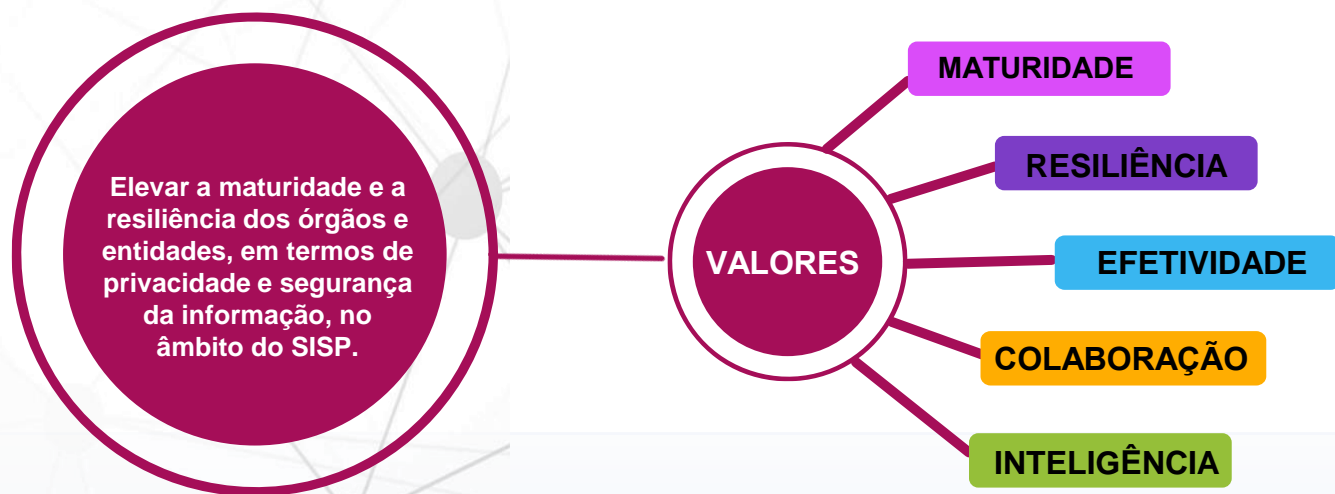 Elevar a maturidade e a
resiliência dos órgãos e
entidades, em termos de
privacidade e segurança
da informação, no
âmbito do SISP.
VALORES
MATURIDADE
RESILIÊNCIA
EFETIVIDADE
COLABORAÇÃO
INTELIGÊNCIA